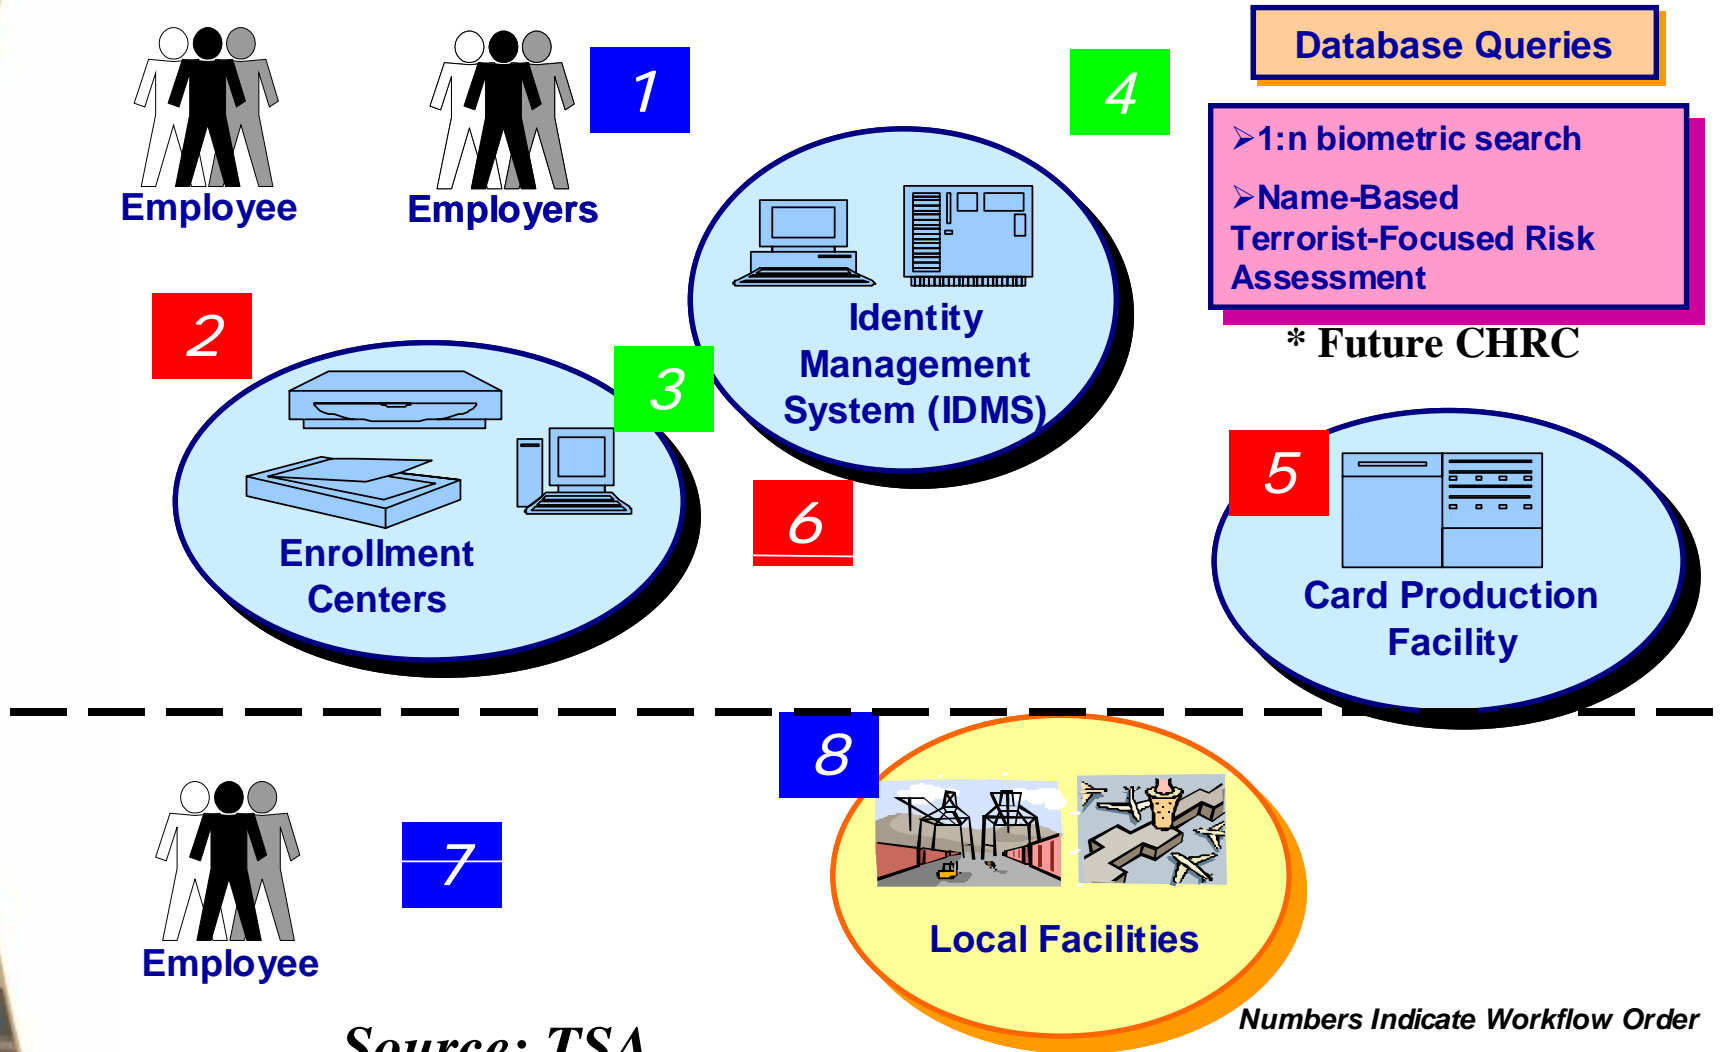 Database Queries
1
4
➢1:n biometric search
➢Name-Based
Terrorist-Focused Risk
Assessment
Employee
Employers
* Future CHRC
2
Identity
Management
System (IDMS)
3
5
6
Enrollment
Centers
Card Production
Facility
8
7
Local Facilities
Employee
Numbers Indicate Workflow Order
Source: TSA